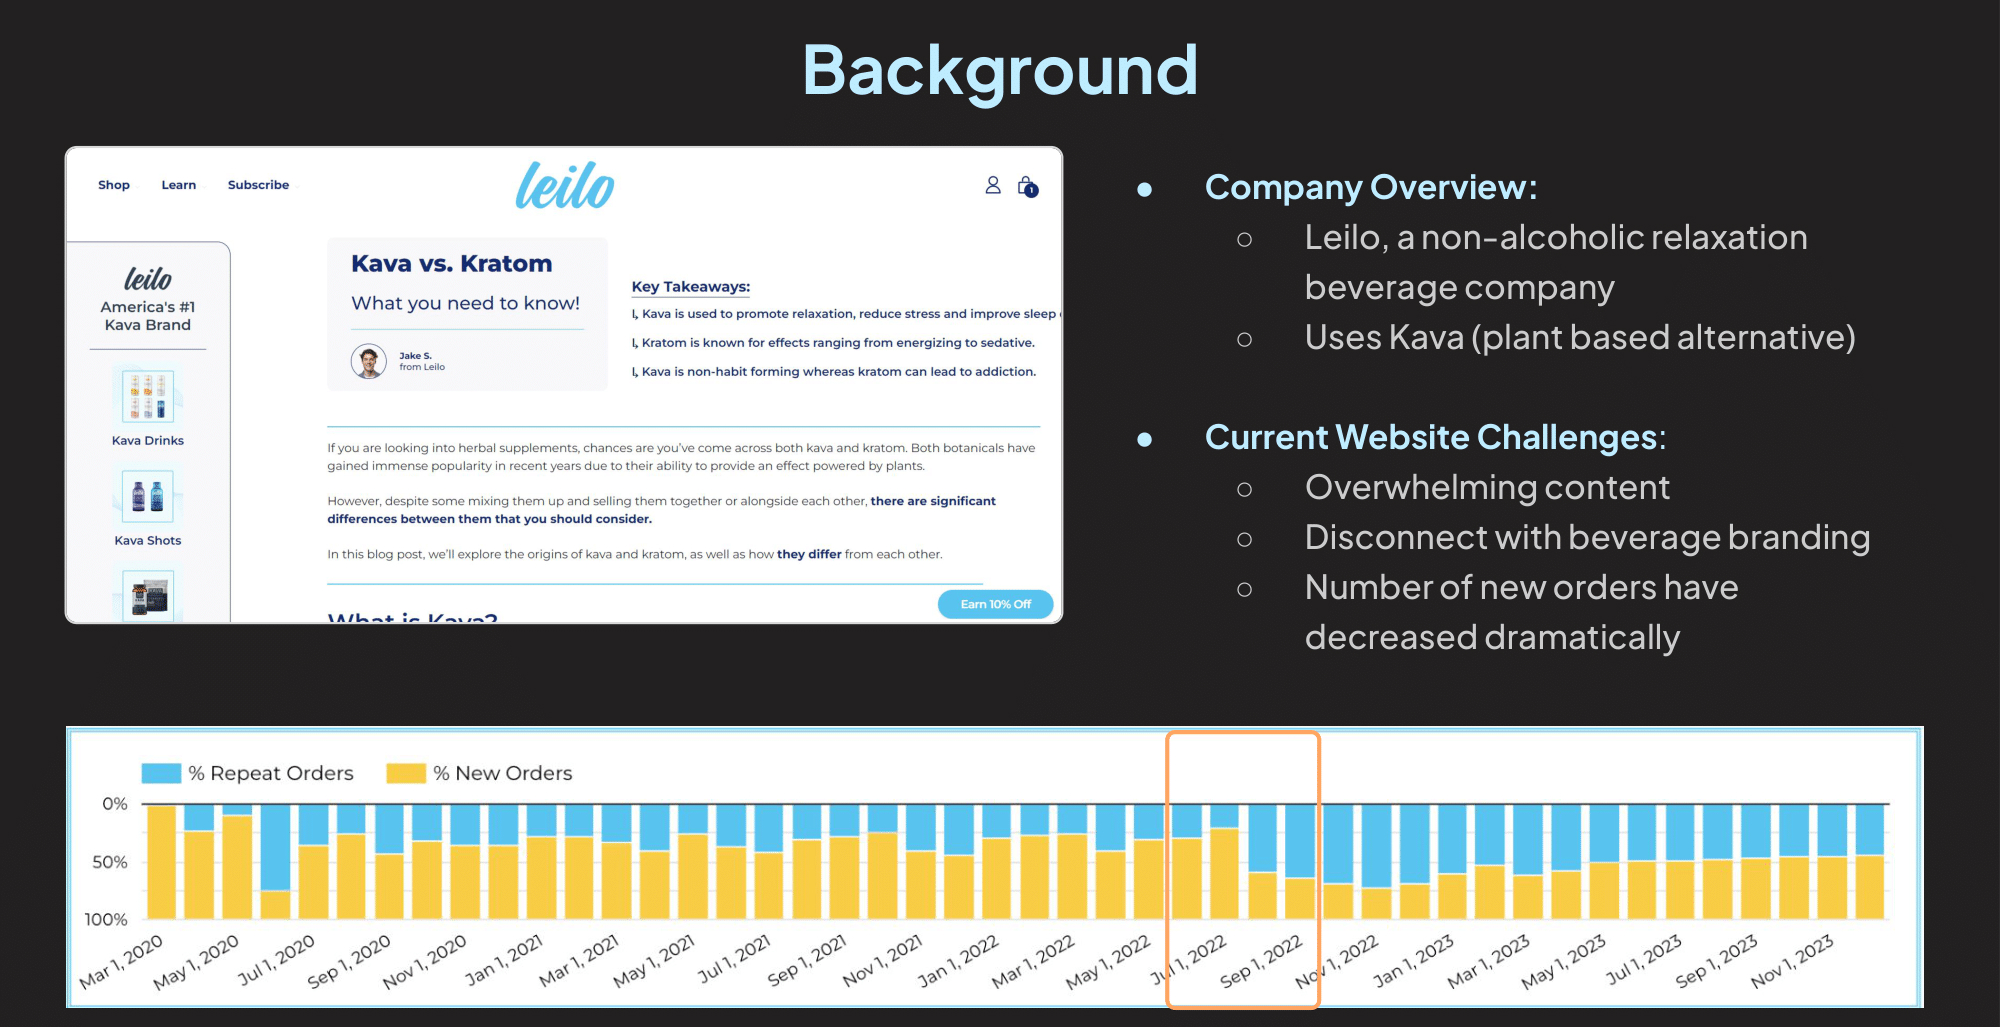 Background
Shop Learn Subscribe
leilo
1
leilo
America's #1
Kava Brand
Kava Drinks
Kava Shots
Kava vs. Kratom
What you need to know!
Jake S.
from Leilo
Key Takeaways:
Kava is used to promote relaxation, reduce stress and improve sleep
Kratom is known for effects ranging from energizing to sedative.
Kava is non-habit forming whereas kratom can lead to addiction.
If you are looking into herbal supplements, chances are you've come across both kava and kratom. Both botanicals have
gained immense popularity in recent years due to their ability to provide an effect powered by plants.
However, despite some mixing them up and selling them together or alongside each other, there are significant
differences between them that you should consider.
In this blog post, we'll explore the origins of kava and kratom, as well as how they differ from each other.
What is Kava?
Earn 10% Off
● Company Overview:
○ Leilo, a non-alcoholic relaxation
beverage company
○ Uses Kava (plant based alternative)
● Current Website Challenges:
○ Overwhelming content
○ Disconnect with beverage branding
○ Number of new orders have
decreased dramatically
% Repeat Orders % New Orders
0%
50%
100%
Mar 1, 2020 May 1, 2020 Jul 1, 2020 Sep 1, 2020 Nov 1, 2020 Jan 1, 2021 Mar 1, 2021 May 1, 2021 Jul 1, 2021 Sep 1, 2021 Nov 1, 2021 Jan 1, 2022 Mar 1, 2022 May 1, 2022 Jul 1, 2022 Sep 1, 2022 Nov 1, 2022 Jan 1, 2023 Mar 1, 2023 May 1, 2023 Jul 1, 2023 Sep 1, 2023 Nov 1, 2023